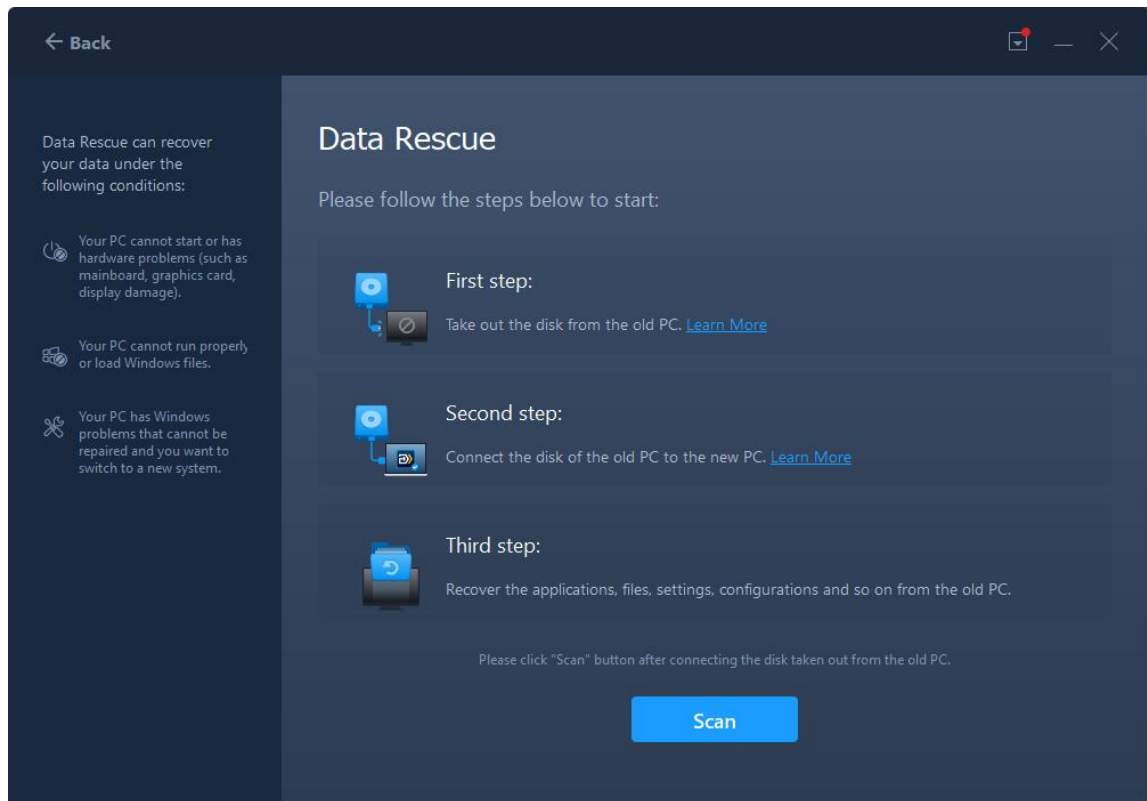 Back
Data Rescue can recover
your data under the
following conditions:
Your PC cannot start or has
hardware problems (such as
mainboard, graphics card,
display damage).
Your PC cannot run properly
or load Windows files.
Your PC has Windows
problems that cannot be
repaired and you want to
switch to a new system.
Data Rescue
Please follow the steps below to start:
First step:
Take out the disk from the old PC. Learn More
Second step:
Connect the disk of the old PC to the new PC. Learn More
Third step:
Recover the applications, files, settings, configurations and so on from the old PC.
Please click "Scan" button after connecting the disk taken out from the old PC.
Scan